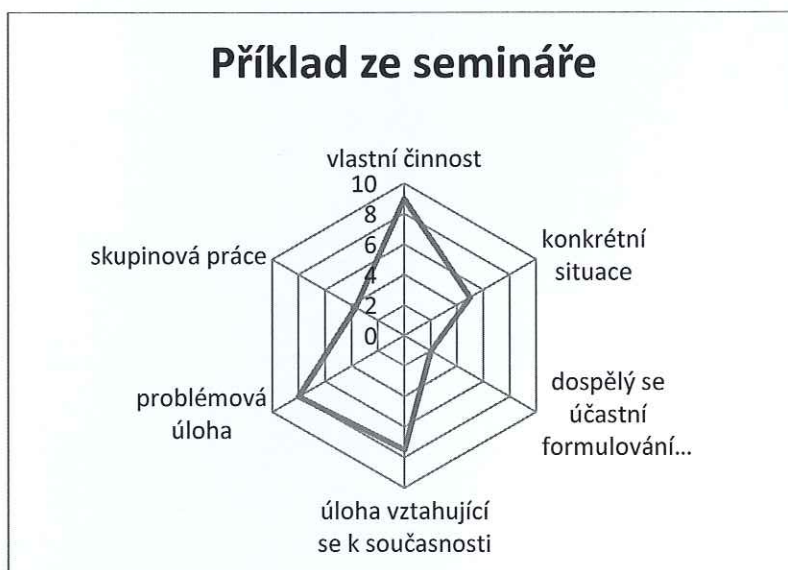 Příklad ze semináře
vlastní činnost
10
8
6
4
2
0
konkrétní
situace
dospělý se
účastní
formulování...
úloha vztahující
se k současnosti
problémová
úloha
skupinová práce